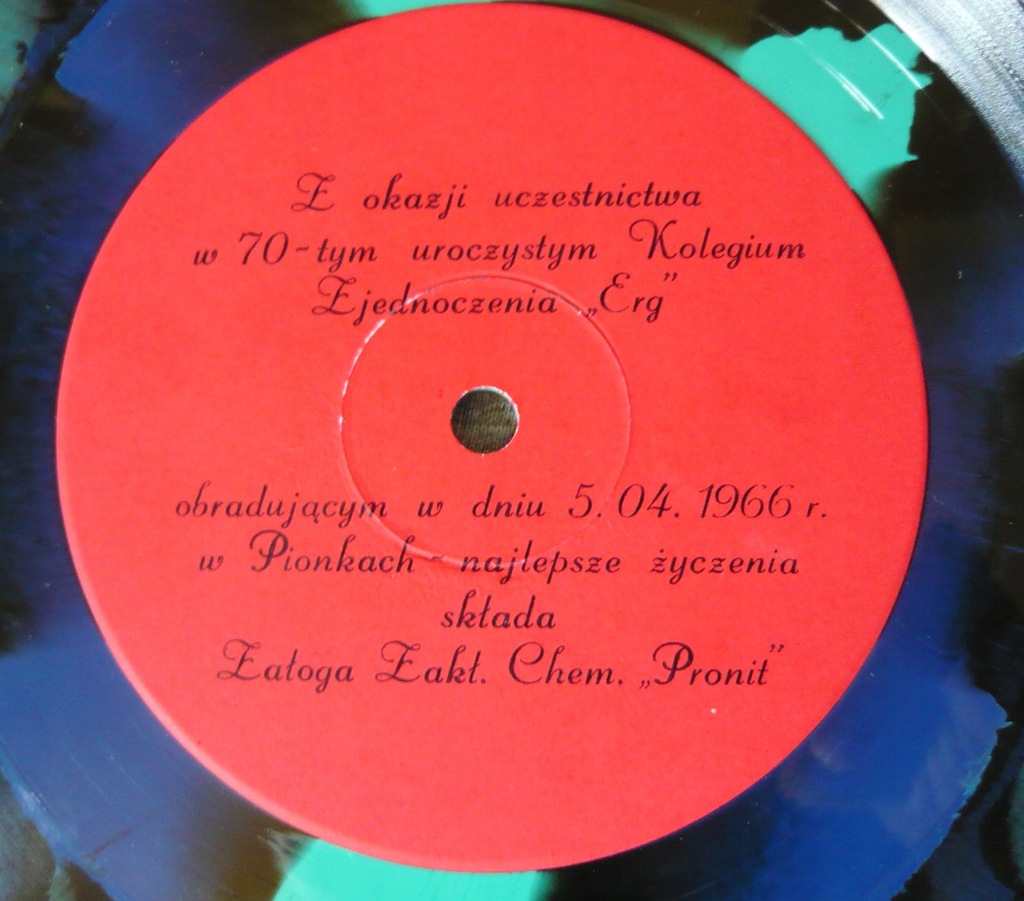 Z okazji uczestnictwa
w 70-tym uroczystym Kolegium
Zjednoczenia „Erg”
obradującym w dniu 5.04.1966 r.
w Pionkach - najlepsze życzenia
składa
Załoga Zakł. Chem. „Pronit”